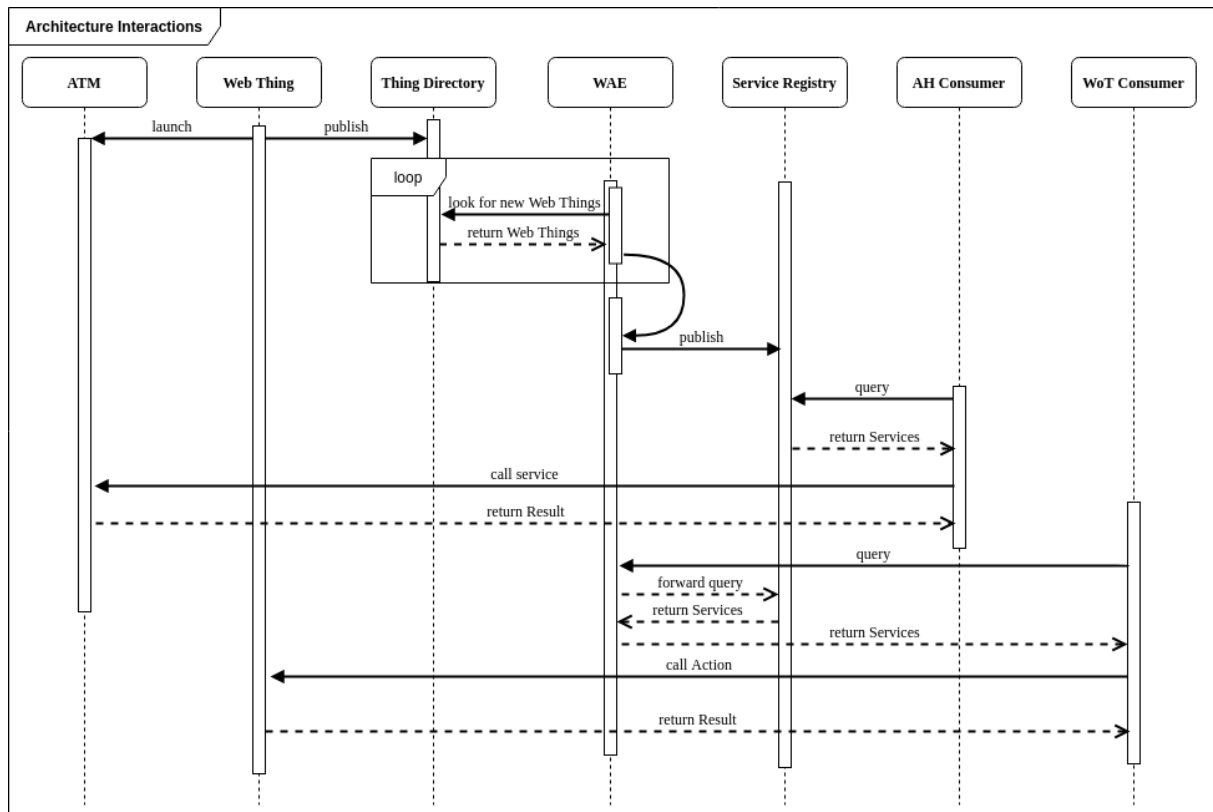 Architecture Interactions
ATM
Web Thing
Thing Directory
WAE
Service Registry
AH Consumer
WoT Consumer
launch
publish
loop
look for new Web Things
return Web Things
publish
query
return Services
call service
return Result
query
forward query
return Services
return Services
call Action
return Result